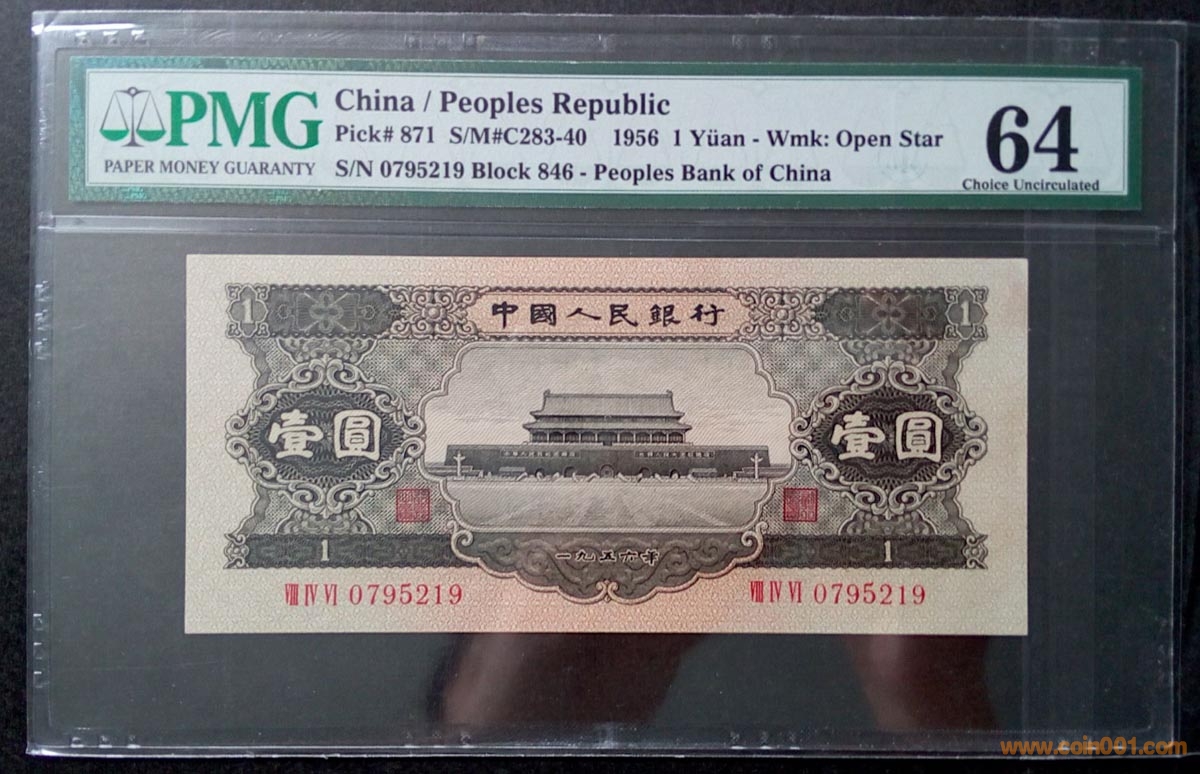 PMG
PAPER MONEY GUARANTY
China / Peoples Republic
Pick# 871 S/M#C283-40 1956 1 Yüan - Wmk: Open Star
S/N 0795219 Block 846 - Peoples Bank of China
64
Choice Uncirculated
1 中國人民銀行 1
壹圓 壹圓
1 一九五六年 1
VIII IV VI 0795219 VIII IV VI 0795219
www.coin001.com